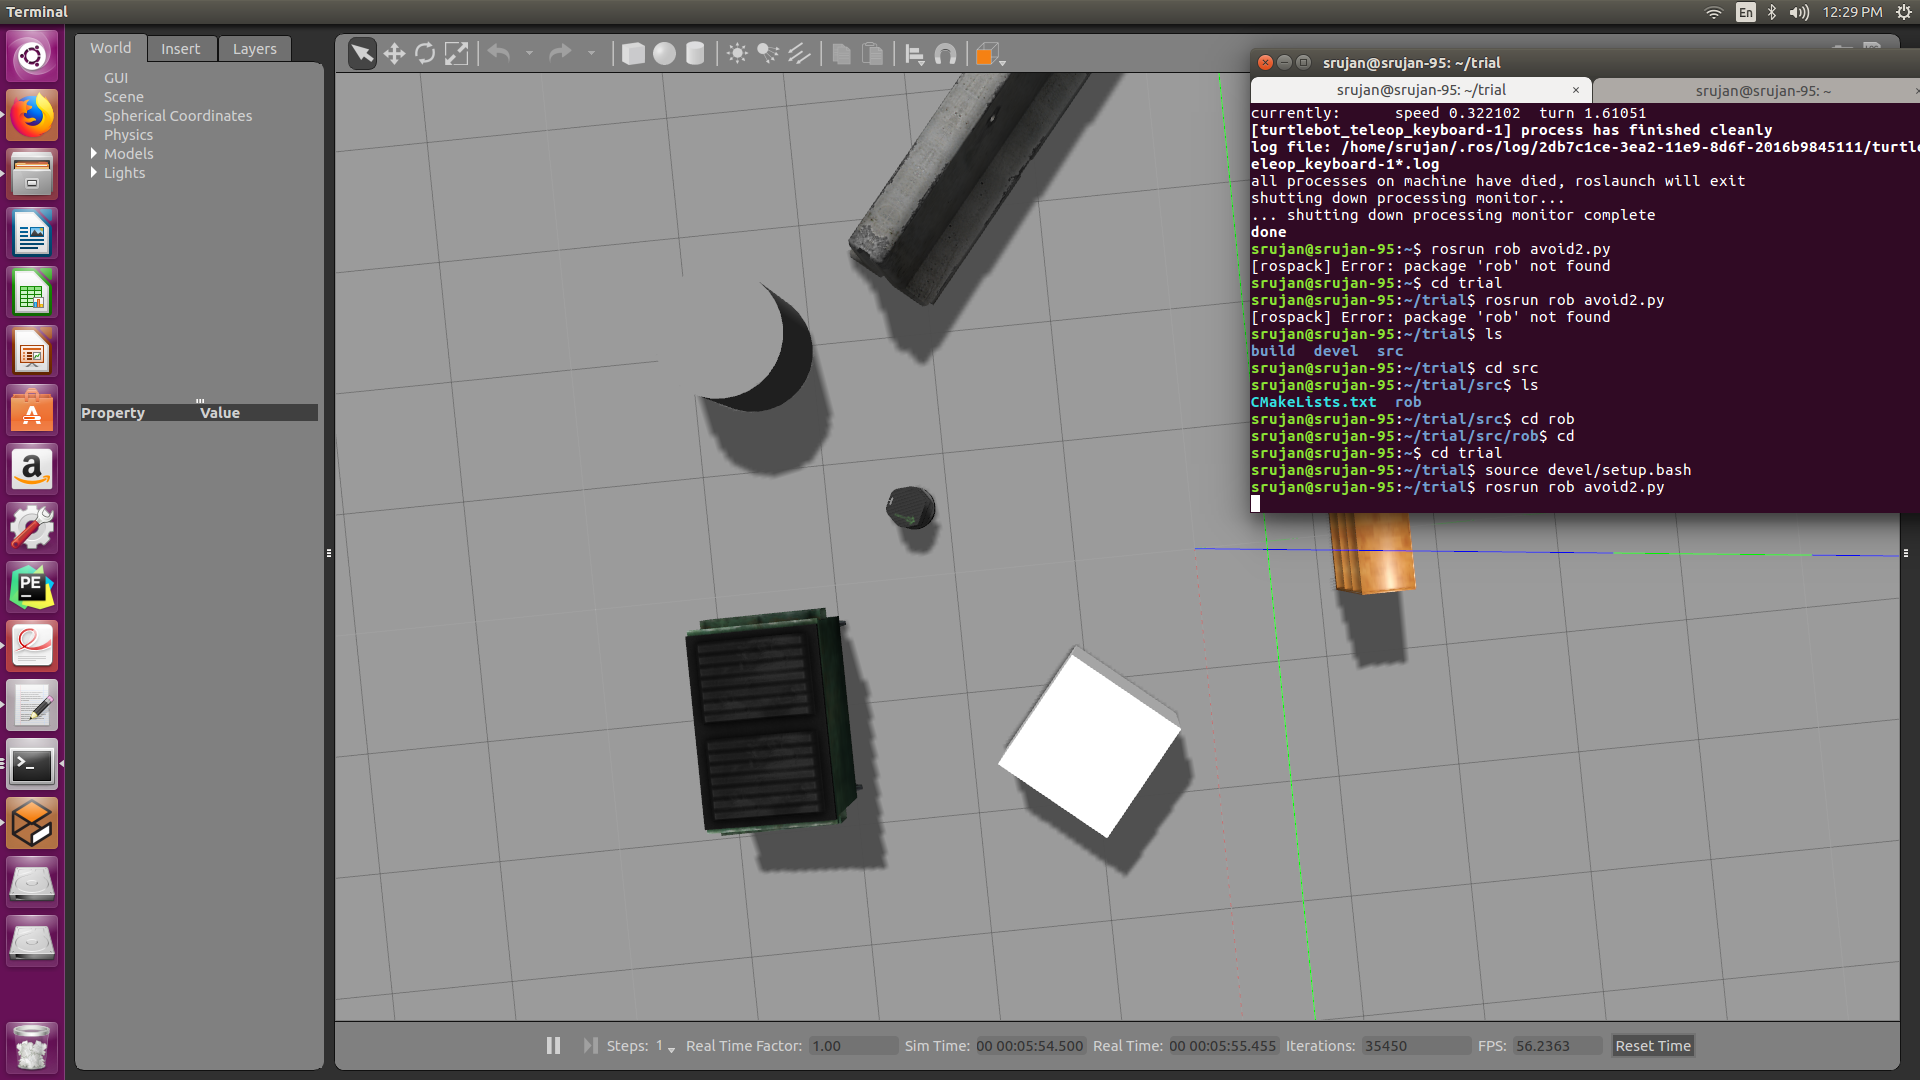 Terminal
En
12:29 PM
World
Insert
Layers
GUI
Scene
Spherical Coordinates
Physics
Models
Lights
Property Value
srujan@srujan-95: ~/trial
srujan@srujan-95: ~/trial ×
srujan@srujan-95: ~
currently: speed 0.322102 turn 1.61051
[turtlebot_teleop_keyboard-1] process has finished cleanly
log file: /home/srujan/.ros/log/2db7c1ce-3ea2-11e9-8d6f-2016b9845111/turtle
eleop_keyboard-1*.log
all processes on machine have died, roslaunch will exit
shutting down processing monitor...
... shutting down processing monitor complete
done
srujan@srujan-95:~$ rosrun rob avoid2.py
[rospack] Error: package 'rob' not found
srujan@srujan-95:~$ cd trial
srujan@srujan-95:~/trial$ rosrun rob avoid2.py
[rospack] Error: package 'rob' not found
srujan@srujan-95:~/trial$ ls
build devel src
srujan@srujan-95:~/trial$ cd src
srujan@srujan-95:~/trial/src$ ls
CMakeLists.txt rob
srujan@srujan-95:~/trial/src$ cd rob
srujan@srujan-95:~/trial/src/rob$ cd
srujan@srujan-95:~$ cd trial
srujan@srujan-95:~/trial$ source devel/setup.bash
srujan@srujan-95:~/trial$ rosrun rob avoid2.py
a
PE
>_
Steps: 1 Real Time Factor: 1.00 Sim Time: 00 00:05:54.500 Real Time: 00 00:05:55.455 Iterations: 35450 FPS: 56.2363 Reset Time